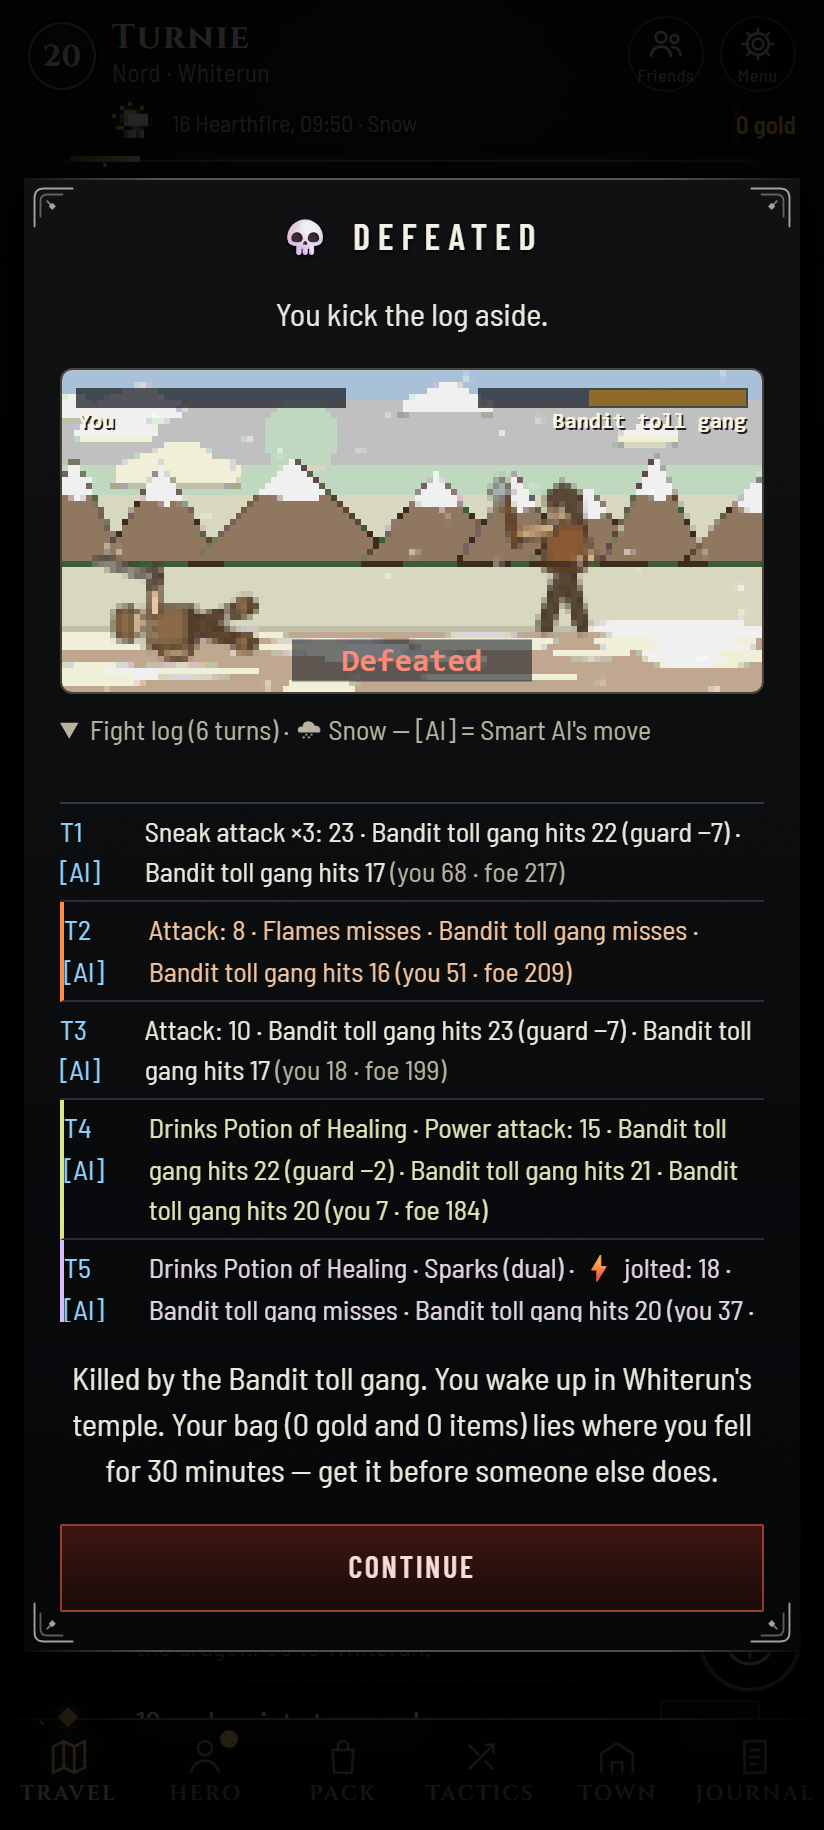 20
TURNIE
Nord · Whiterun
Friends
Menu
16 Hearthfire, 09:50 · Snow
0 gold
DEFEATED
You kick the log aside.
You
Bandit toll gang
Defeated
▼ Fight log (6 turns) · Snow — [AI] = Smart AI's move
T1
[AI]
Sneak attack ×3: 23 · Bandit toll gang hits 22 (guard −7) ·
Bandit toll gang hits 17 (you 68 · foe 217)
T2
[AI]
Attack: 8 · Flames misses · Bandit toll gang misses ·
Bandit toll gang hits 16 (you 51 · foe 209)
T3
[AI]
Attack: 10 · Bandit toll gang hits 23 (guard −7) · Bandit toll
gang hits 17 (you 18 · foe 199)
T4
[AI]
Drinks Potion of Healing · Power attack: 15 · Bandit toll
gang hits 22 (guard −2) · Bandit toll gang hits 21 · Bandit
toll gang hits 20 (you 7 · foe 184)
T5
[AI]
Drinks Potion of Healing · Sparks (dual) · ⚡ jolted: 18 ·
Bandit toll gang misses · Bandit toll gang hits 20 (you 37 ·
Killed by the Bandit toll gang. You wake up in Whiterun's
temple. Your bag (0 gold and 0 items) lies where you fell
for 30 minutes — get it before someone else does.
CONTINUE
TRAVEL
HERO
PACK
TACTICS
TOWN
JOURNAL